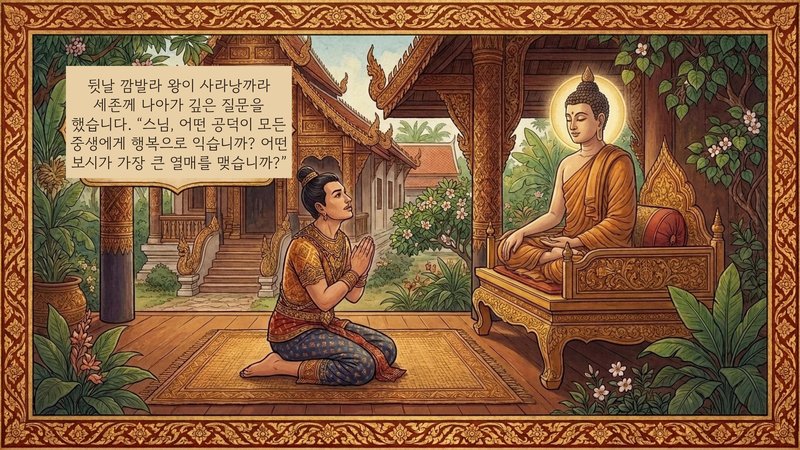 뒷날 깜발라 왕이 사라낭까라
세존께 나아가 깊은 질문을
했습니다. “스님, 어떤 공덕이 모든
중생에게 행복으로 익습니까? 어떤
보시가 가장 큰 열매를 맺습니까?”